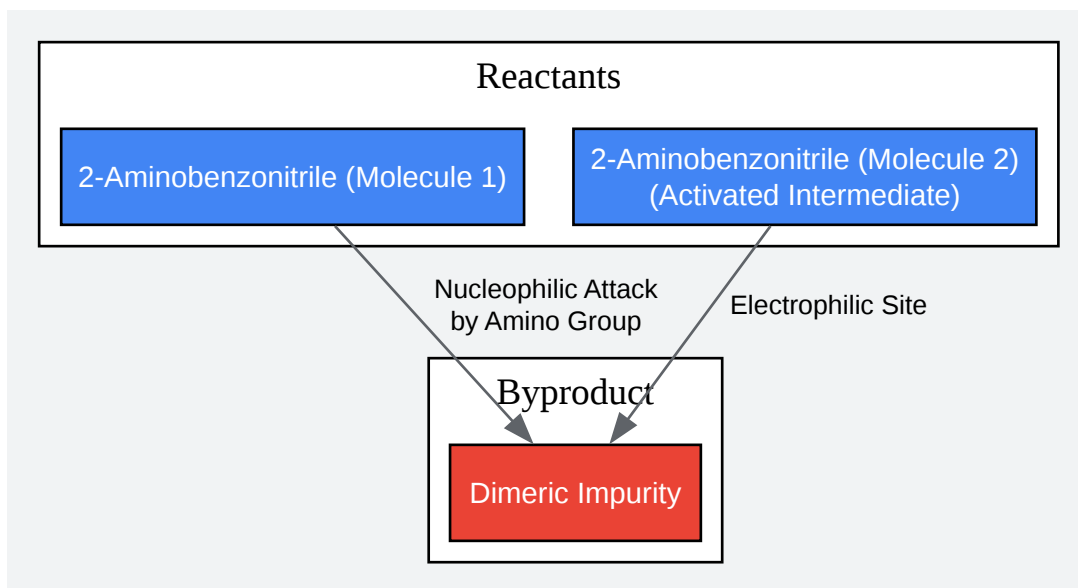 Reactants
2-Aminobenzonitrile (Molecule 1)
2-Aminobenzonitrile (Molecule 2)
(Activated Intermediate)
Nucleophilic Attack
by Amino Group
Electrophilic Site
Byproduct
Dimeric Impurity